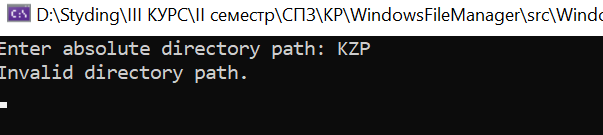 D:\Styding\III КУРС\II семестр\СПЗ\КР\WindowsFileManager\src\Windo
Enter absolute directory path: KZP
Invalid directory path.